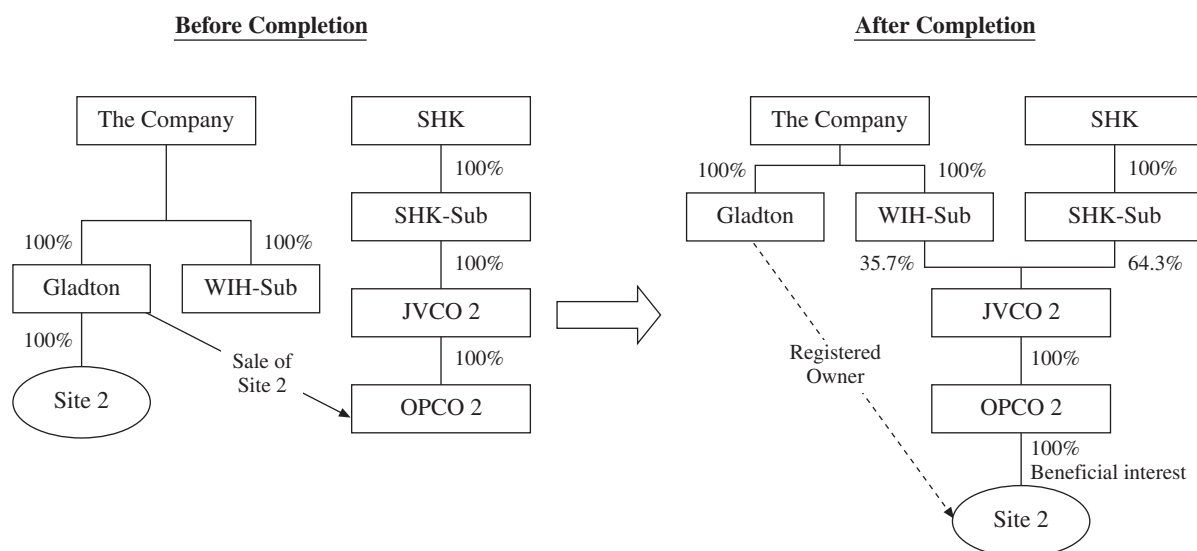 Before Completion
The Company
SHK
100%
SHK-Sub
100%
100%
100%
Gladton
WIH-Sub
JVCO 2
100%
100%
Sale of
Site 2
Site 2
OPCO 2
After Completion
The Company
SHK
100%
100%
100%
Gladton
WIH-Sub
SHK-Sub
35.7%
64.3%
JVCO 2
Registered
Owner
100%
OPCO 2
100%
Beneficial interest
Site 2